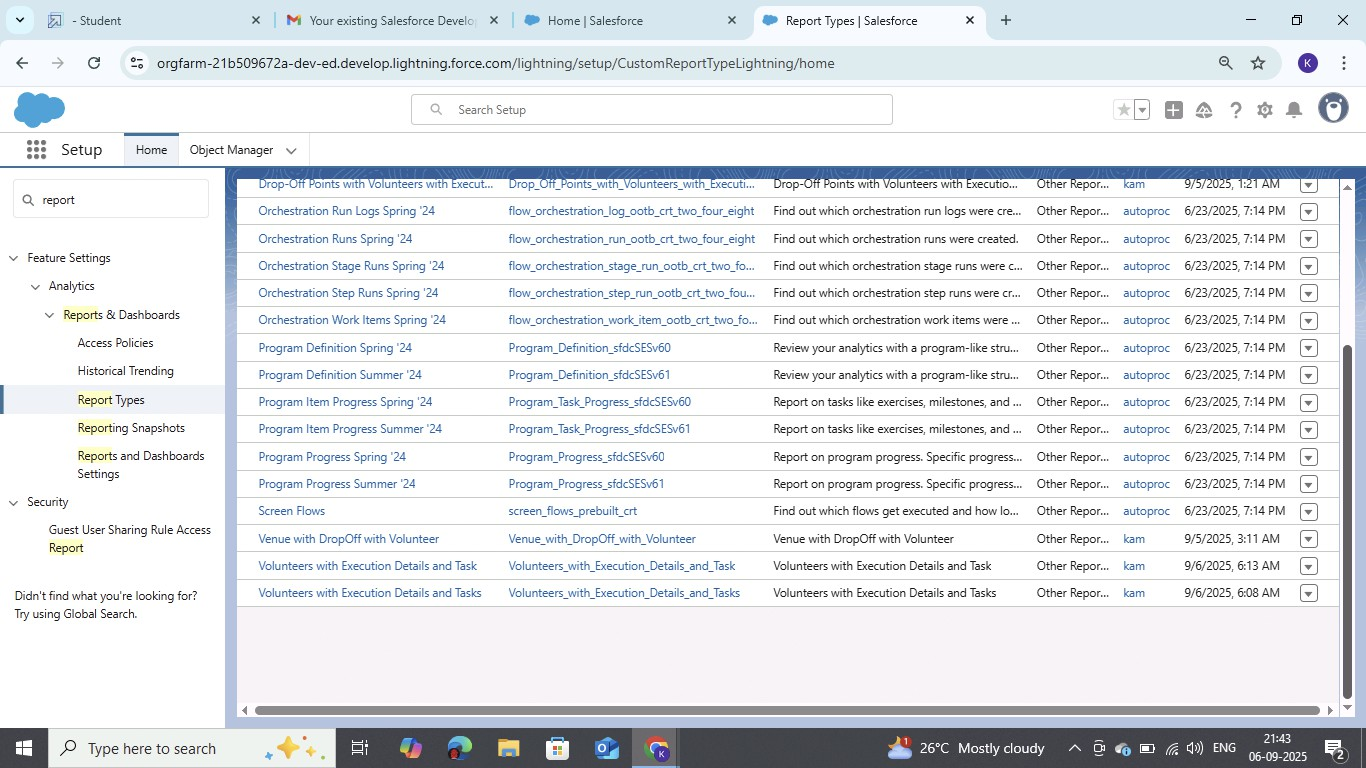 - Student
Your existing Salesforce Develo
Home | Salesforce
Report Types | Salesforce
orgfarm-21b509672a-dev-ed.develop.lightning.force.com/lightning/setup/CustomReportTypeLightning/home
K
Search Setup
Setup
Home
Object Manager
report
Feature Settings
Analytics
Reports & Dashboards
Access Policies
Historical Trending
Report Types
Reporting Snapshots
Reports and Dashboards
Settings
Security
Guest User Sharing Rule Access
Report
Didn't find what you're looking for?
Try using Global Search.
Drop-Off Points with Volunteers with Execut... Drop_Off_Points_with_Volunteers_with_Executi... Drop-Off Points with Volunteers with Executio... Other Repor... kam 9/5/2025, 1:21 AM
Orchestration Run Logs Spring '24 flow_orchestration_log_ootb_crt_two_four_eight Find out which orchestration run logs were cre... Other Repor... autoproc 6/23/2025, 7:14 PM
Orchestration Runs Spring '24 flow_orchestration_run_ootb_crt_two_four_eight Find out which orchestration runs were created. Other Repor... autoproc 6/23/2025, 7:14 PM
Orchestration Stage Runs Spring '24 flow_orchestration_stage_run_ootb_crt_two_fo... Find out which orchestration stage runs were c... Other Repor... autoproc 6/23/2025, 7:14 PM
Orchestration Step Runs Spring '24 flow_orchestration_step_run_ootb_crt_two_fou... Find out which orchestration step runs were cr... Other Repor... autoproc 6/23/2025, 7:14 PM
Orchestration Work Items Spring '24 flow_orchestration_work_item_ootb_crt_two_fo... Find out which orchestration work items were ... Other Repor... autoproc 6/23/2025, 7:14 PM
Program Definition Spring '24 Program_Definition_sfdcSESv60 Review your analytics with a program-like stru... Other Repor... autoproc 6/23/2025, 7:14 PM
Program Definition Summer '24 Program_Definition_sfdcSESv61 Review your analytics with a program-like stru... Other Repor... autoproc 6/23/2025, 7:14 PM
Program Item Progress Spring '24 Program_Task_Progress_sfdcSESv60 Report on tasks like exercises, milestones, and ... Other Repor... autoproc 6/23/2025, 7:14 PM
Program Item Progress Summer '24 Program_Task_Progress_sfdcSESv61 Report on tasks like exercises, milestones, and ... Other Repor... autoproc 6/23/2025, 7:14 PM
Program Progress Spring '24 Program_Progress_sfdcSESv60 Report on program progress. Specific progress... Other Repor... autoproc 6/23/2025, 7:14 PM
Program Progress Summer '24 Program_Progress_sfdcSESv61 Report on program progress. Specific progress... Other Repor... autoproc 6/23/2025, 7:14 PM
Screen Flows screen_flows_prebuilt_crt Find out which flows get executed and how lo... Other Repor... autoproc 6/23/2025, 7:14 PM
Venue with DropOff with Volunteer Venue_with_DropOff_with_Volunteer Venue with DropOff with Volunteer Other Repor... kam 9/5/2025, 3:11 AM
Volunteers with Execution Details and Task Volunteers_with_Execution_Details_and_Task Volunteers with Execution Details and Task Other Repor... kam 9/6/2025, 6:13 AM
Volunteers with Execution Details and Tasks Volunteers_with_Execution_Details_and_Tasks Volunteers with Execution Details and Tasks Other Repor... kam 9/6/2025, 6:08 AM
Type here to search
K
1
26°C Mostly cloudy
ENG
21:43
06-09-2025
2